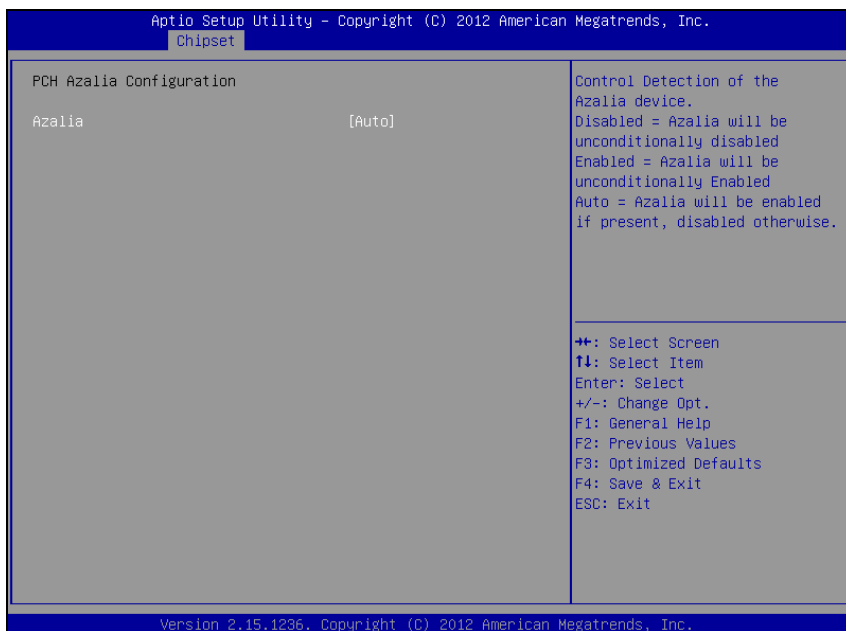 Aptio Setup Utility – Copyright (C) 2012 American Megatrends, Inc.
Chipset
PCH Azalia Configuration
Azalia [Auto]
Control Detection of the
Azalia device.
Disabled = Azalia will be
unconditionally disabled
Enabled = Azalia will be
unconditionally Enabled
Auto = Azalia will be enabled
if present, disabled otherwise.
→←: Select Screen
↑↓: Select Item
Enter: Select
+/-: Change Opt.
F1: General Help
F2: Previous Values
F3: Optimized Defaults
F4: Save & Exit
ESC: Exit
Version 2.15.1236. Copyright (C) 2012 American Megatrends, Inc.